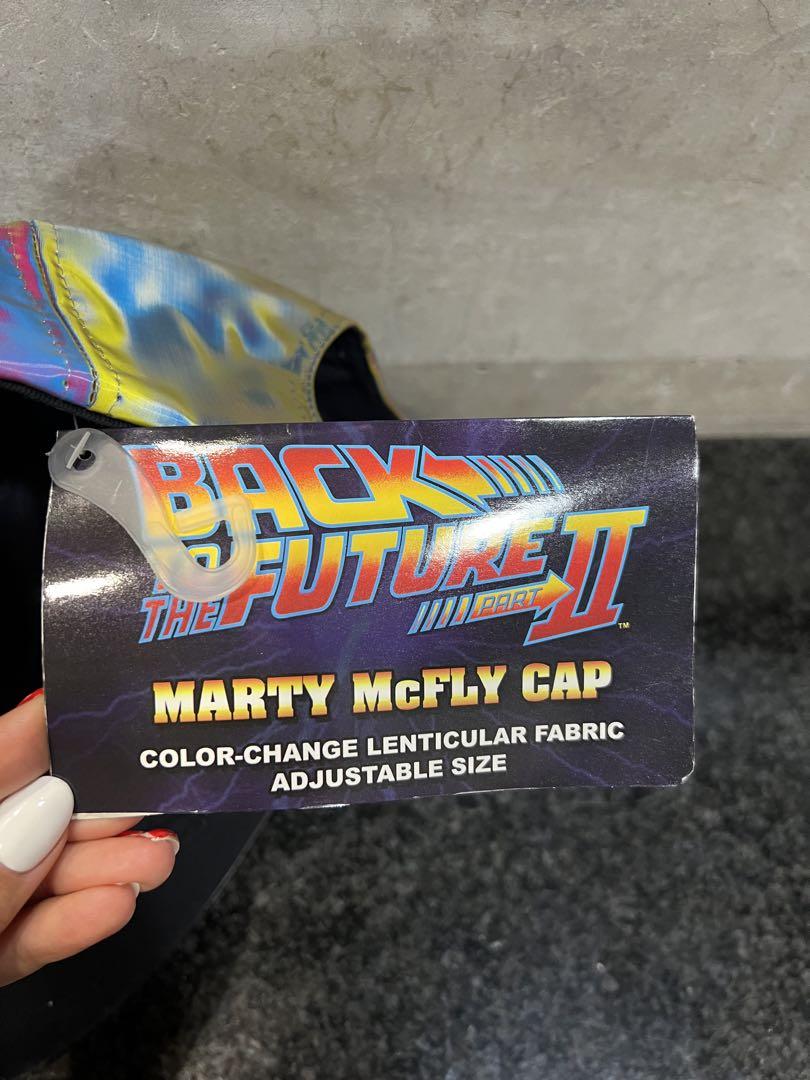 BACK
TO
THE FUTURE
PART II
TM
MARTY McFLY CAP
COLOR-CHANGE LENTICULAR FABRIC
ADJUSTABLE SIZE